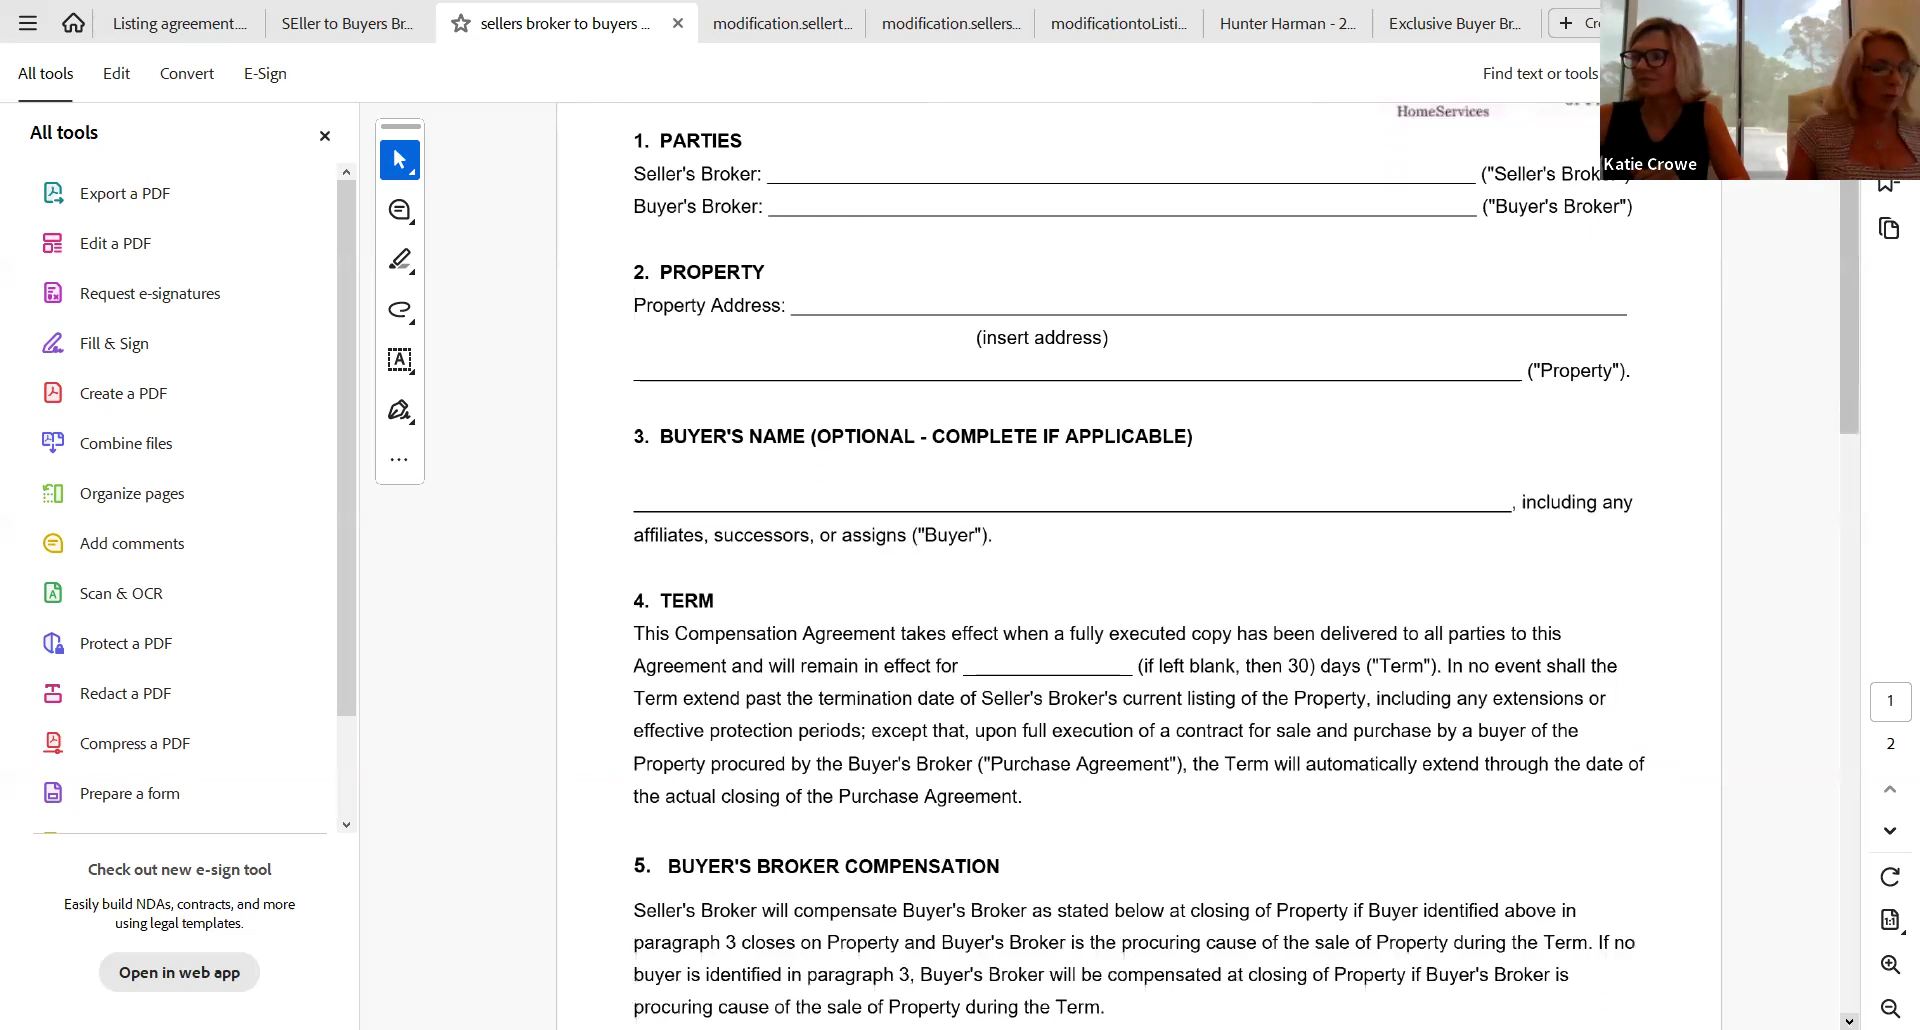 Listing agreement....
SEller to Buyers Br...
sellers broker to buyers ...
modification.sellert...
modification.sellers...
modificationtoListi...
Hunter Harman - 2...
Exclusive Buyer Br...
All tools
Edit
Convert
E-Sign
Find text or tools
Katie Crowe
All tools
Export a PDF
Edit a PDF
Request e-signatures
Fill & Sign
Create a PDF
Combine files
Organize pages
Add comments
Scan & OCR
Protect a PDF
Redact a PDF
Compress a PDF
Prepare a form
Check out new e-sign tool
Easily build NDAs, contracts, and more
using legal templates.
Open in web app
HomeServices
1. PARTIES
Seller's Broker: ______ ("Seller's Brok
Buyer's Broker: ______ ("Buyer's Broker")
2. PROPERTY
Property Address: ______
(insert address)
______ ("Property").
3. BUYER'S NAME (OPTIONAL - COMPLETE IF APPLICABLE)
______, including any
affiliates, successors, or assigns ("Buyer").
4. TERM
This Compensation Agreement takes effect when a fully executed copy has been delivered to all parties to this
Agreement and will remain in effect for ______ (if left blank, then 30) days ("Term"). In no event shall the
Term extend past the termination date of Seller's Broker's current listing of the Property, including any extensions or
effective protection periods; except that, upon full execution of a contract for sale and purchase by a buyer of the
Property procured by the Buyer's Broker ("Purchase Agreement"), the Term will automatically extend through the date of
the actual closing of the Purchase Agreement.
5. BUYER'S BROKER COMPENSATION
Seller's Broker will compensate Buyer's Broker as stated below at closing of Property if Buyer identified above in
paragraph 3 closes on Property and Buyer's Broker is the procuring cause of the sale of Property during the Term. If no
buyer is identified in paragraph 3, Buyer's Broker will be compensated at closing of Property if Buyer's Broker is
procuring cause of the sale of Property during the Term.
1
2